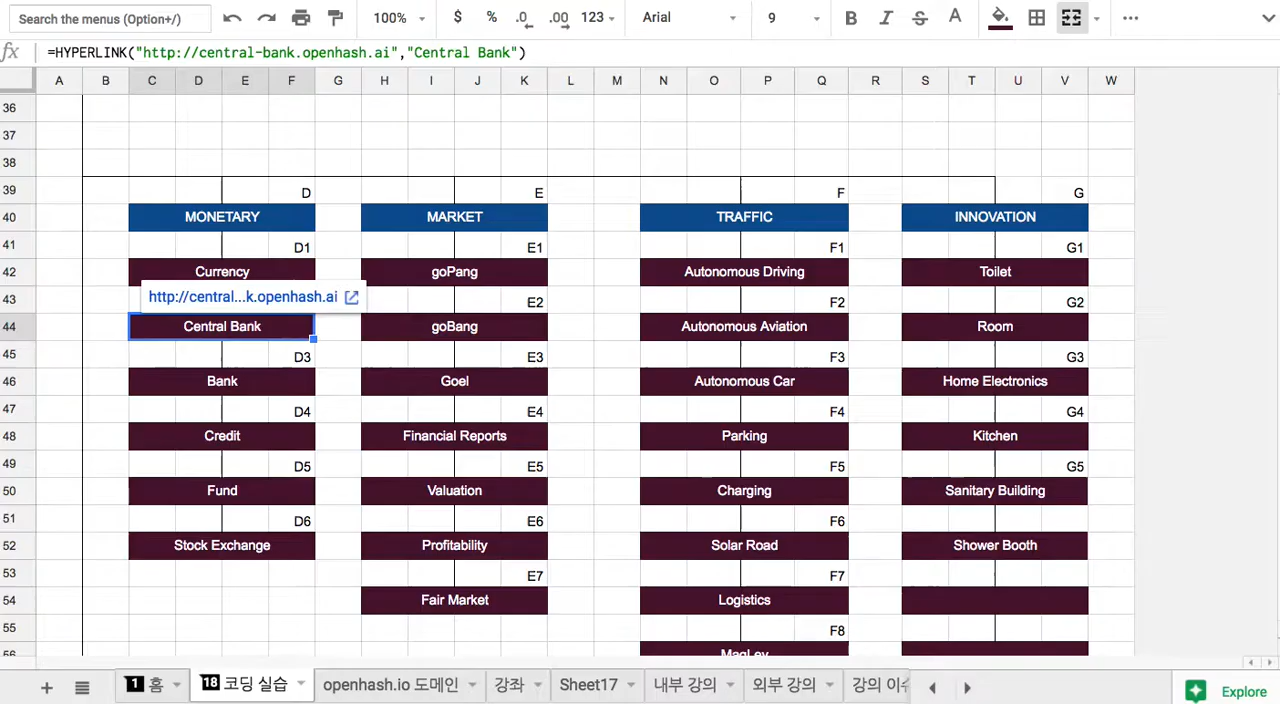 Search the menus (Option+/)
100%
$
%
.0
.00
123
Arial
9
B
I
S
A
fx
=HYPERLINK("http://central-bank.openhash.ai","Central Bank")
A B C D E F G H I J K L M N O P Q R S T U V W
36
37
38
39 D E F G
40 MONETARY MARKET TRAFFIC INNOVATION
41 D1 E1 F1 G1
42 Currency goPang Autonomous Driving Toilet
http://central...k.openhash.ai
43 E2 F2 G2
44 Central Bank goBang Autonomous Aviation Room
45 D3 E3 F3 G3
46 Bank Goel Autonomous Car Home Electronics
47 D4 E4 F4 G4
48 Credit Financial Reports Parking Kitchen
49 D5 E5 F5 G5
50 Fund Valuation Charging Sanitary Building
51 D6 E6 F6
52 Stock Exchange Profitability Solar Road Shower Booth
53 E7 F7
54 Fair Market Logistics
55 F8
56 MagLev
1 홈
18 코딩 실습
openhash.io 도메인
강좌
Sheet17
내부 강의
외부 강의
강의 이슈
Explore